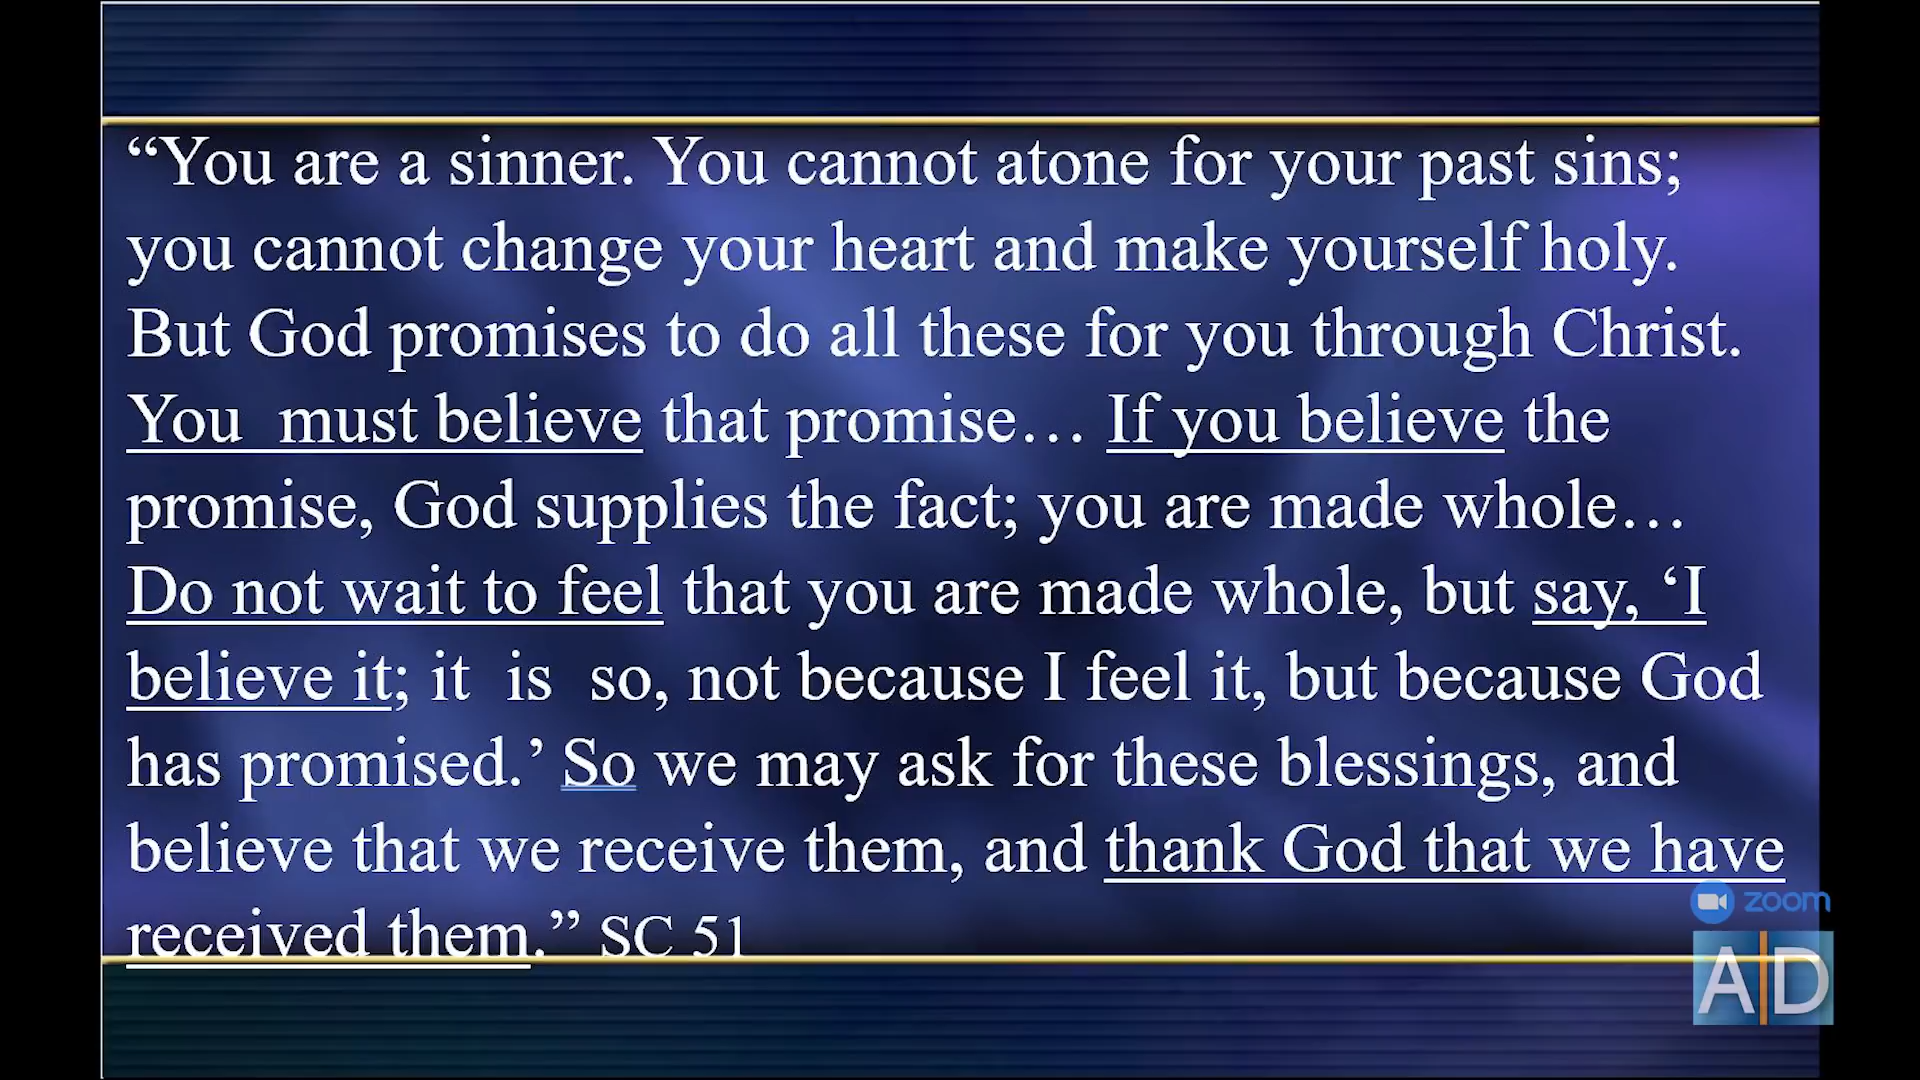 “You are a sinner. You cannot atone for your past sins;
you cannot change your heart and make yourself holy.
But God promises to do all these for you through Christ.
You  must believe that promise… If you believe the
promise, God supplies the fact; you are made whole…
Do not wait to feel that you are made whole, but say, ‘I
believe it; it  is  so, not because I feel it, but because God
has promised.’ So we may ask for these blessings, and
believe that we receive them, and thank God that we have
received them.” SC 51
zoom
A|D